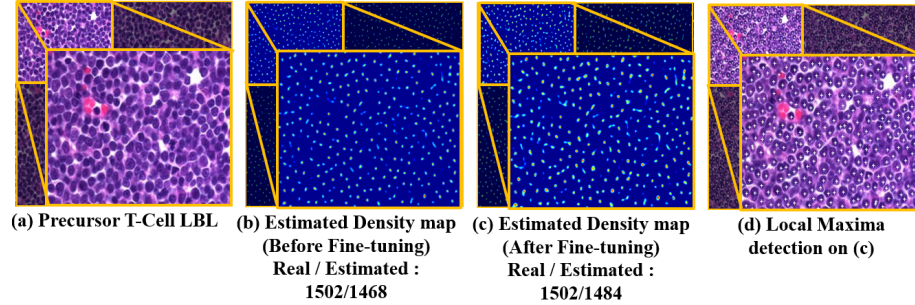 (a) Precursor T-Cell LBL
(b) Estimated Density map
(Before Fine-tuning)
Real / Estimated :
1502/1468
(c) Estimated Density map
(After Fine-tuning)
Real / Estimated :
1502/1484
(d) Local Maxima
detection on (c)